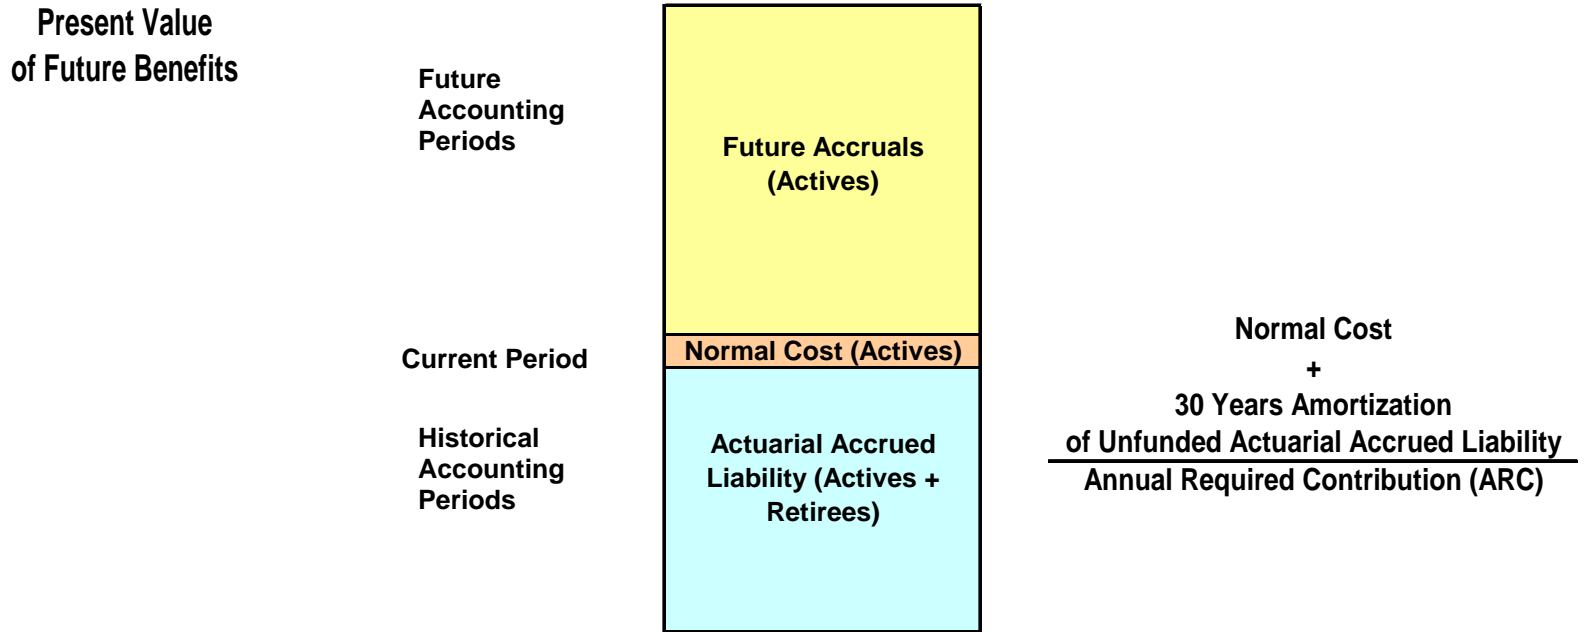 Present Value
of Future Benefits
Future
Accounting
Periods
Future Accruals
(Actives)
Current Period
Normal Cost (Actives)
Historical
Accounting
Periods
Actuarial Accrued
Liability (Actives +
Retirees)
Normal Cost
+
30 Years Amortization
of Unfunded Actuarial Accrued Liability
Annual Required Contribution (ARC)